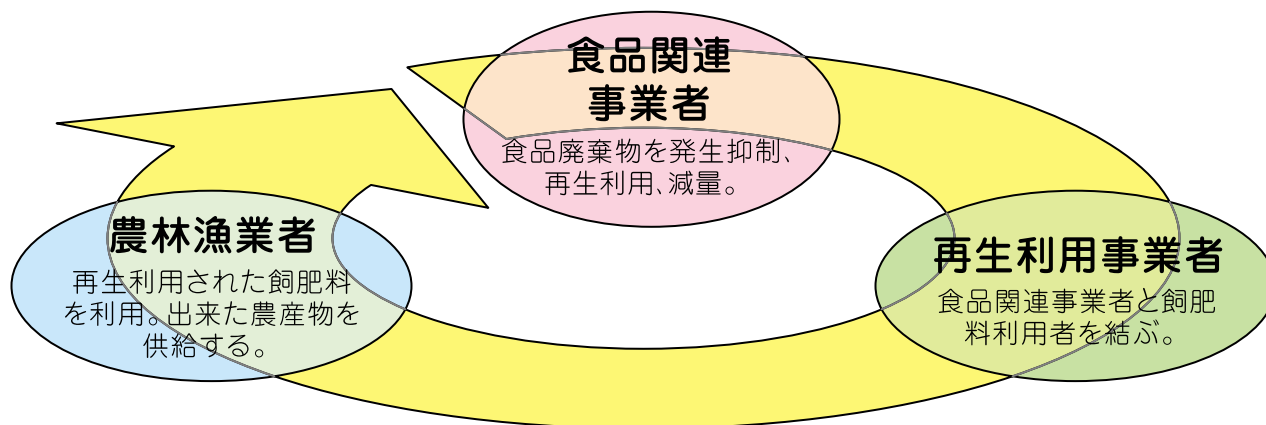 食品関連
事業者
食品廃棄物を発生抑制、
再生利用、減量。
農林漁業者
再生利用された飼肥料
を利用。出来た農産物を
供給する。
再生利用事業者
食品関連事業者と飼肥
料利用者を結ぶ。